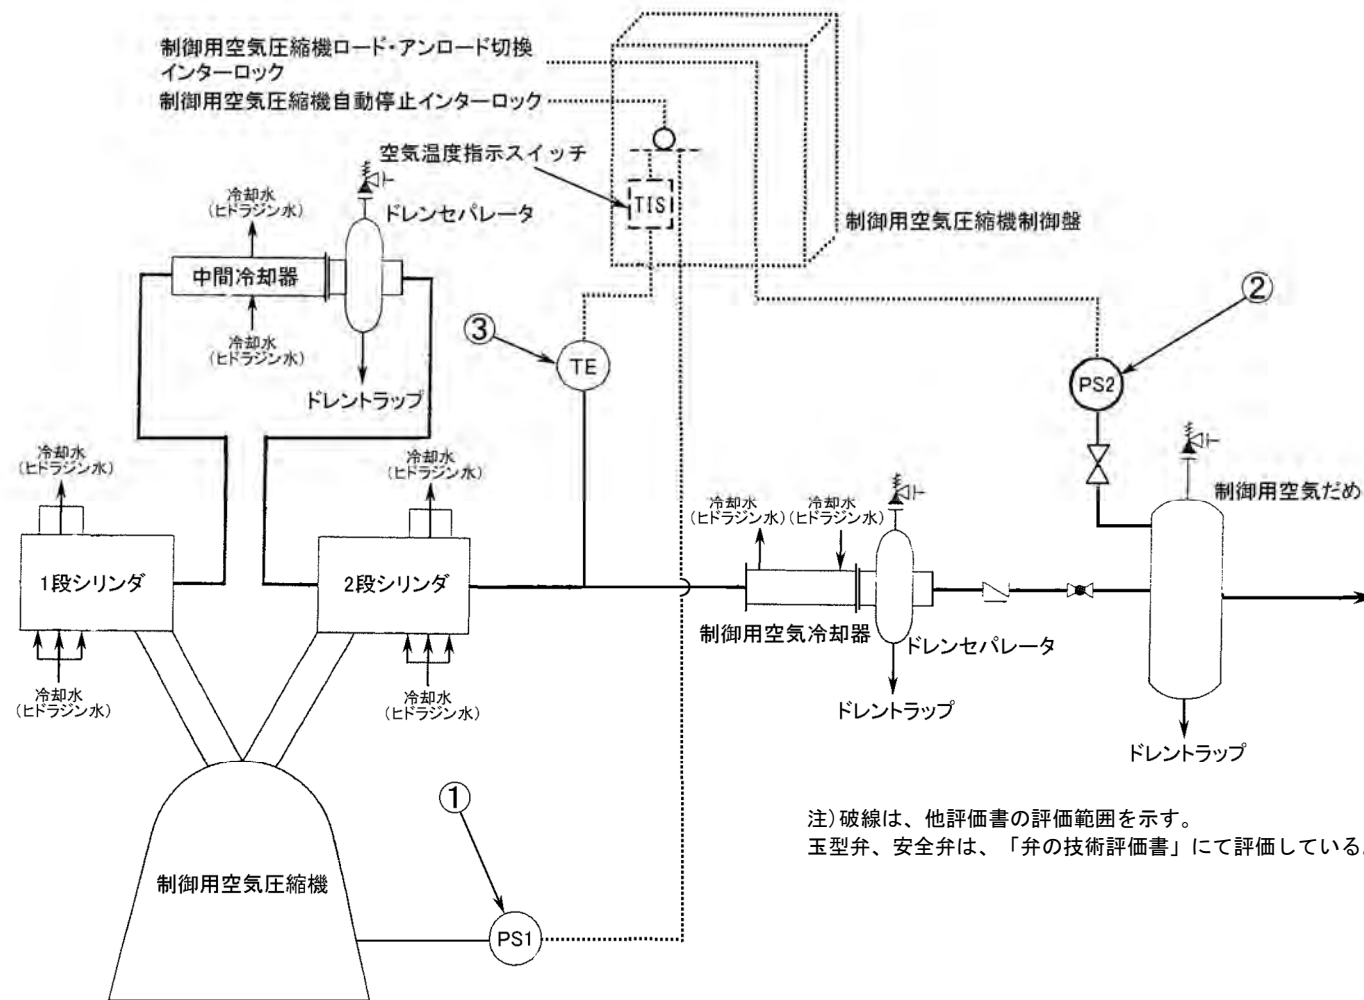 制御用空気圧縮機ロード・アンロード切換
インターロック
制御用空気圧縮機自動停止インターロック
空気温度指示スイッチ
TIS
制御用空気圧縮機制御盤
冷却水
(ヒドラジン水)
ドレンセパレータ
中間冷却器
冷却水
(ヒドラジン水)
ドレントラップ
③
TE
②
PS2
冷却水
(ヒドラジン水)
冷却水
(ヒドラジン水)
1段シリンダ
2段シリンダ
冷却水
(ヒドラジン水)
冷却水
(ヒドラジン水)
冷却水
(ヒドラジン水)
冷却水
(ヒドラジン水)
制御用空気だめ
制御用空気冷却器
ドレンセパレータ
ドレントラップ
ドレントラップ
①
PS1
制御用空気圧縮機
注)破線は、他評価書の評価範囲を示す。
玉型弁、安全弁は、「弁の技術評価書」にて評価している。